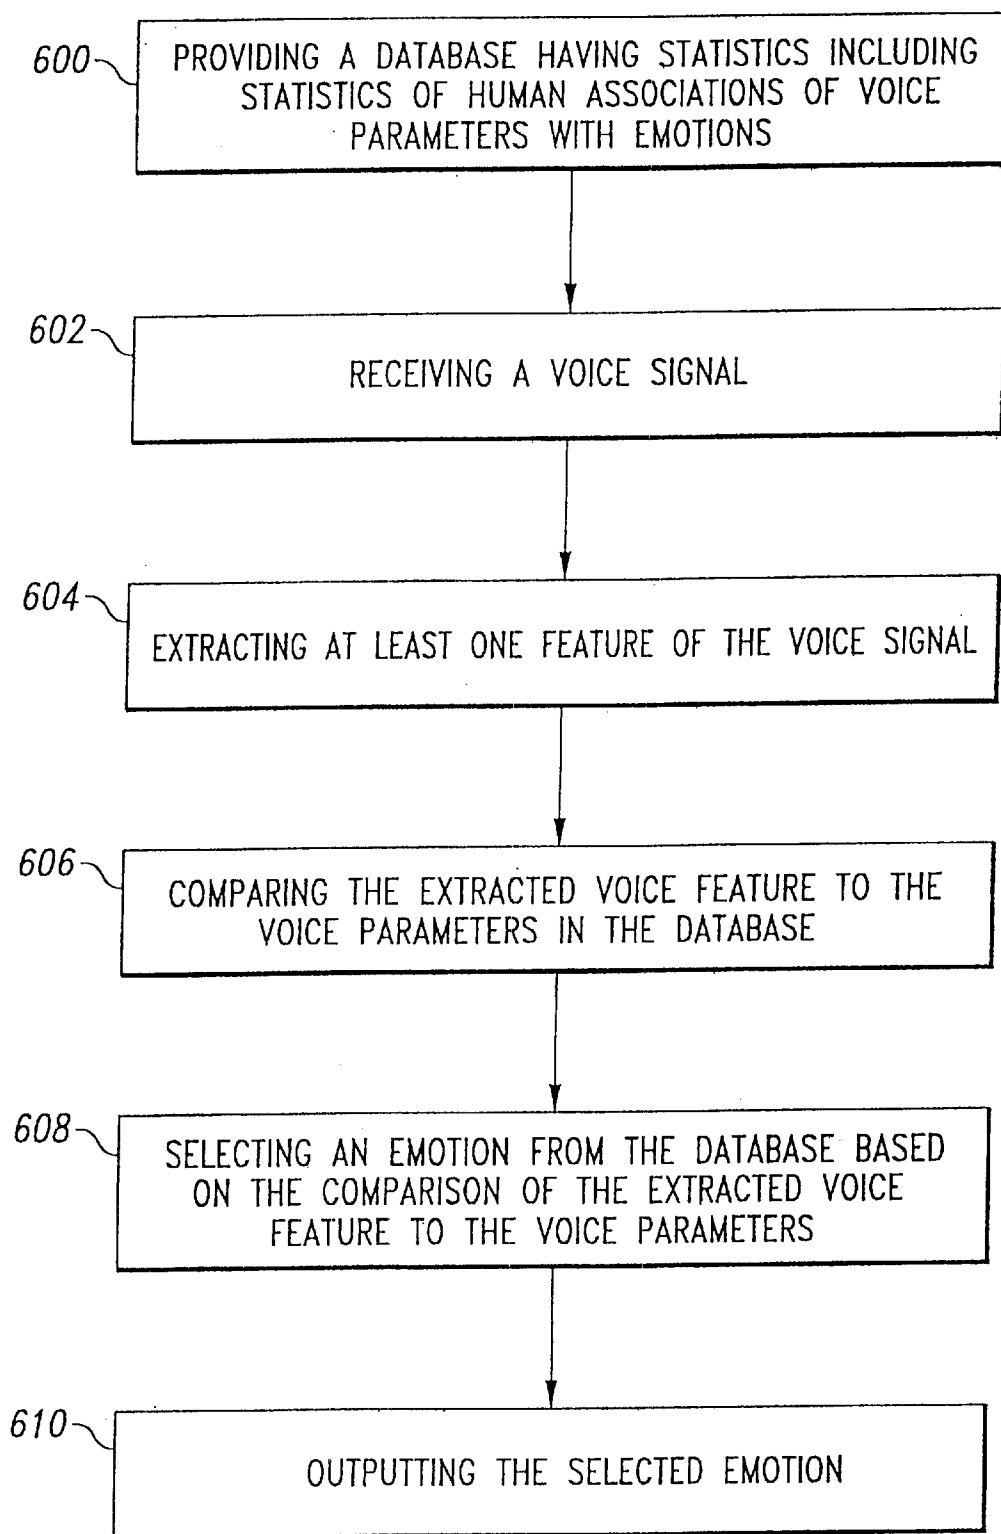 600
PROVIDING A DATABASE HAVING STATISTICS INCLUDING
STATISTICS OF HUMAN ASSOCIATIONS OF VOICE
PARAMETERS WITH EMOTIONS
602
RECEIVING A VOICE SIGNAL
604
EXTRACTING AT LEAST ONE FEATURE OF THE VOICE SIGNAL
606
COMPARING THE EXTRACTED VOICE FEATURE TO THE
VOICE PARAMETERS IN THE DATABASE
608
SELECTING AN EMOTION FROM THE DATABASE BASED
ON THE COMPARISON OF THE EXTRACTED VOICE
FEATURE TO THE VOICE PARAMETERS
610
OUTPUTTING THE SELECTED EMOTION